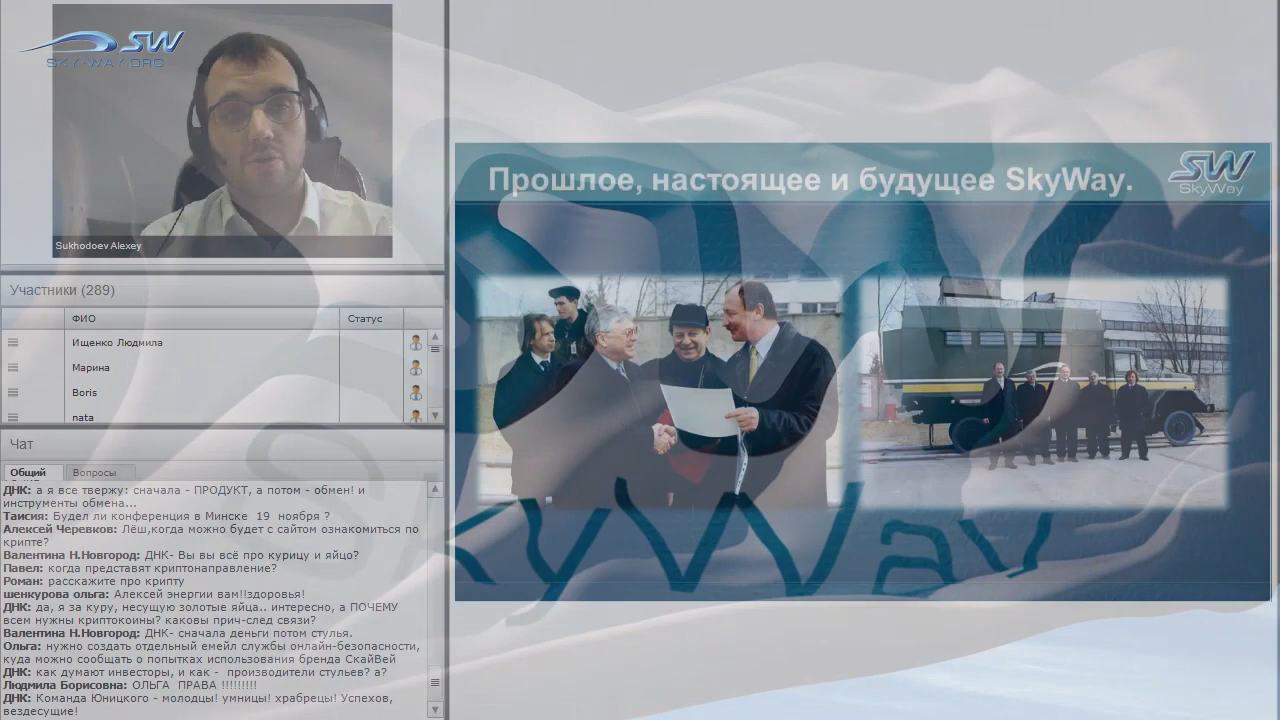 SW
SKY-WAY.ORG
Sukhodoev Alexey
Участники (289)
ФИО
Статус
Ищенко Людмила
Марина
Boris
nata
Чат
Общий
Вопросы
ДНК: а я все твержу: сначала - ПРОДУКТ, а потом - обмен! и
инструменты обмена...
Таисия: Будел ли конференция в Минске 19 ноября ?
Алексей Черевков: Лёш,когда можно будет с сайтом ознакомиться по
крипте?
Валентина Н.Новгород: ДНК- Вы вы всё про курицу и яйцо?
Павел: когда представят криптонаправление?
Роман: расскажите про крипту
шенкурова ольга: Алексей энергии вам!!здоровья!
ДНК: да, я за куру, несущую золотые яйца.. интересно, а ПОЧЕМУ
всем нужны криптокоины? каковы прич-след связи?
Валентина Н.Новгород: ДНК- сначала деньги потом стулья.
Ольга: нужно создать отдельный емейл службы онлайн-безопасности,
куда можно сообщать о попытках использования бренда СкайВей
ДНК: как думают инвесторы, и как - производители стульев? а?
Людмила Борисовна: ОЛЬГА ПРАВА !!!!!!!!!
ДНК: Команда Юницкого - молодцы! умницы! храбрецы! Успехов,
вездесущие!
Прошлое, настоящее и будущее SkyWay.
SW
SkyWay
SW
SkyWay